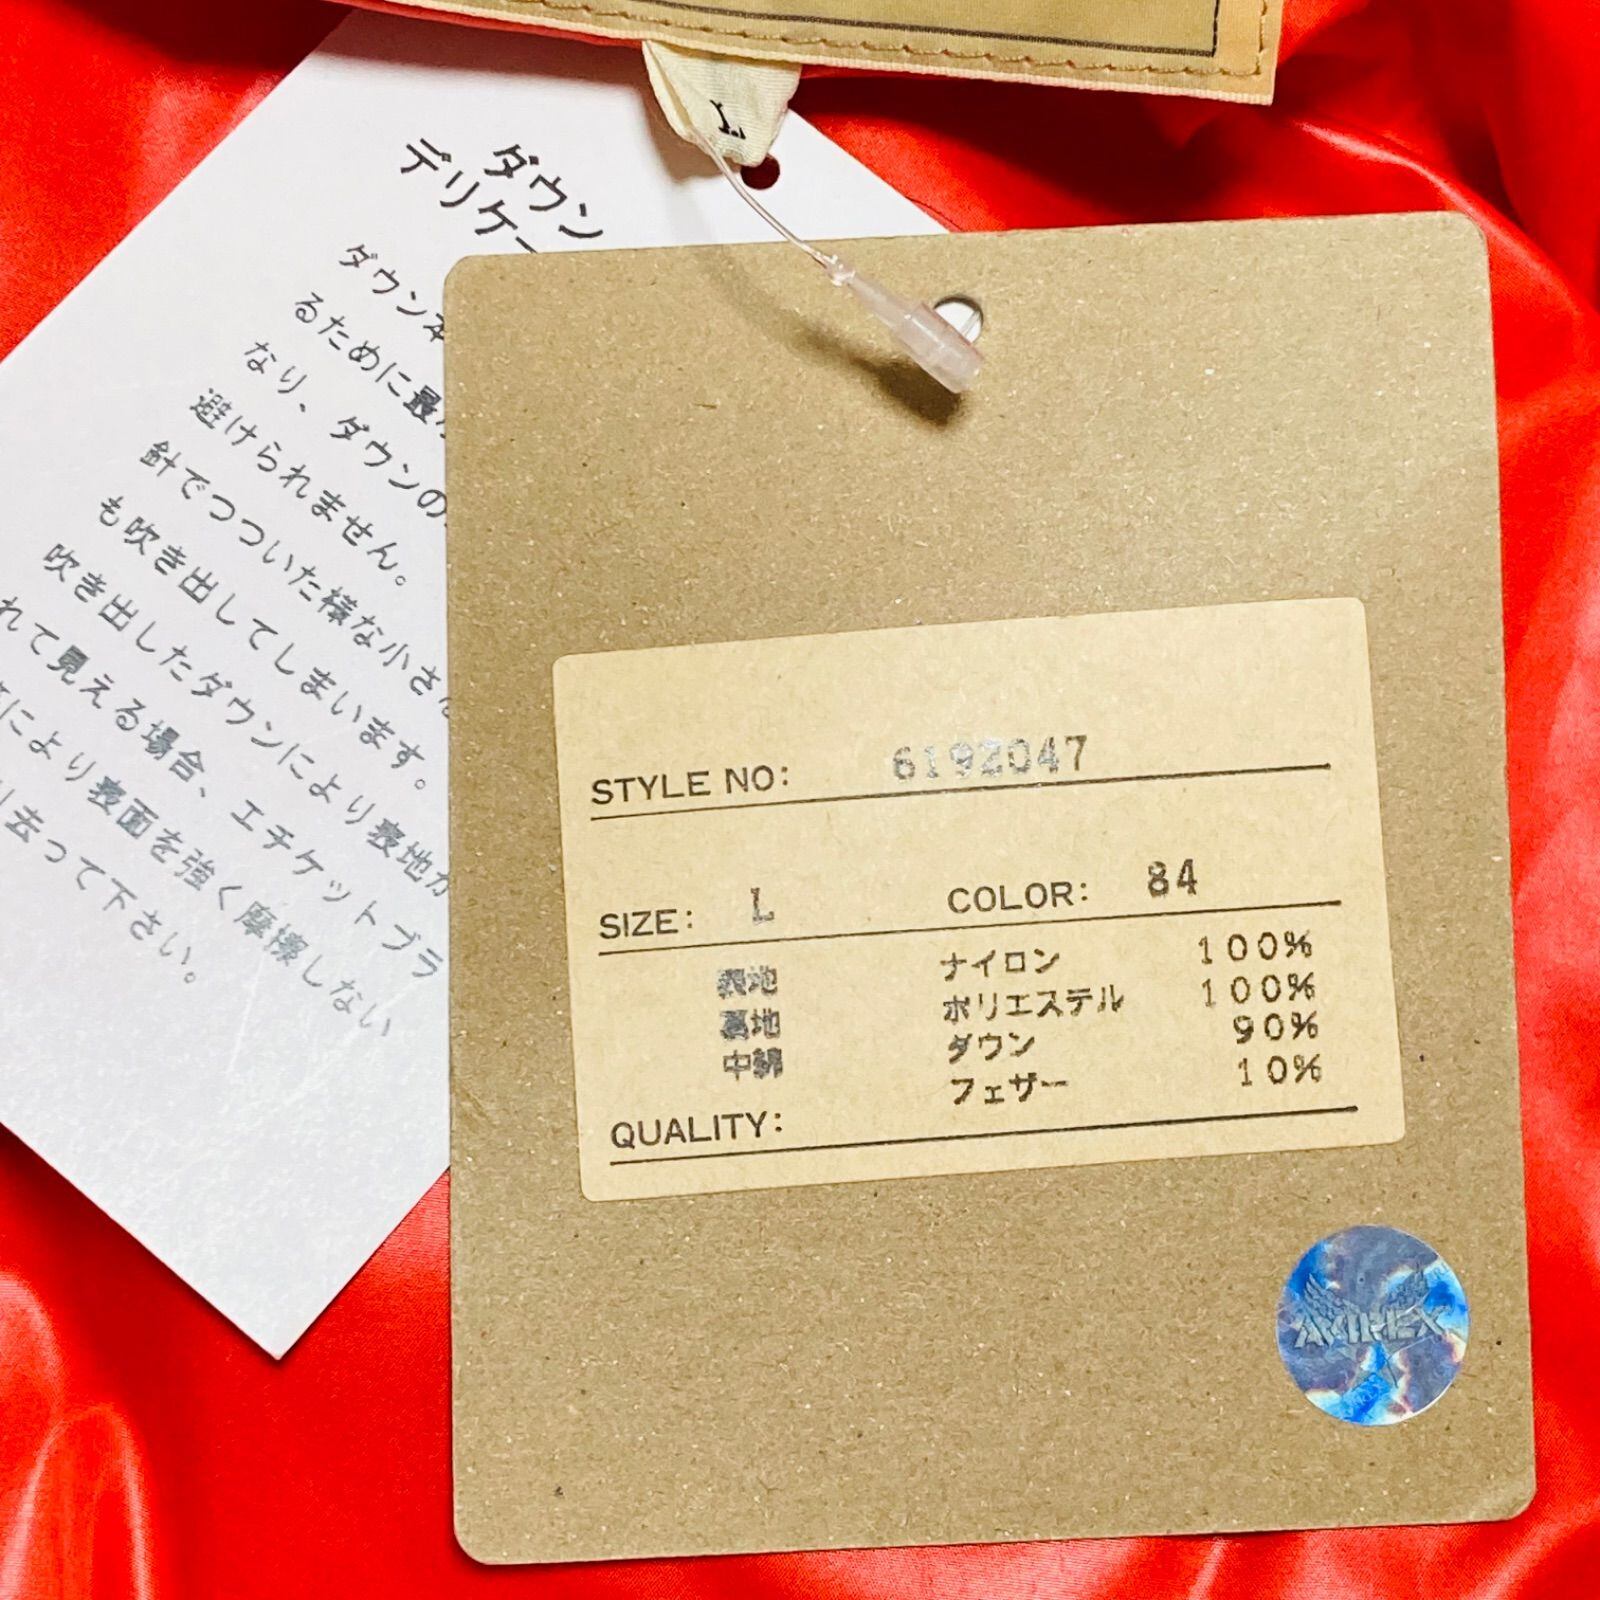 L
ダウン
デリケー
ダウン本
るために最
なり、ダウンの
避けられません。
針でつついた様な小さ
も吹き出してしまいます。
吹き出したダウンにより表地が
れて見える場合、エチケットブラ
により表面を強く摩擦しない
去って下さい。
STYLE NO: 6192047
SIZE: L COLOR: 84
表地 ナイロン 100%
裏地 ポリエステル 100%
中綿 ダウン 90%
フェザー 10%
QUALITY:
AVIREX